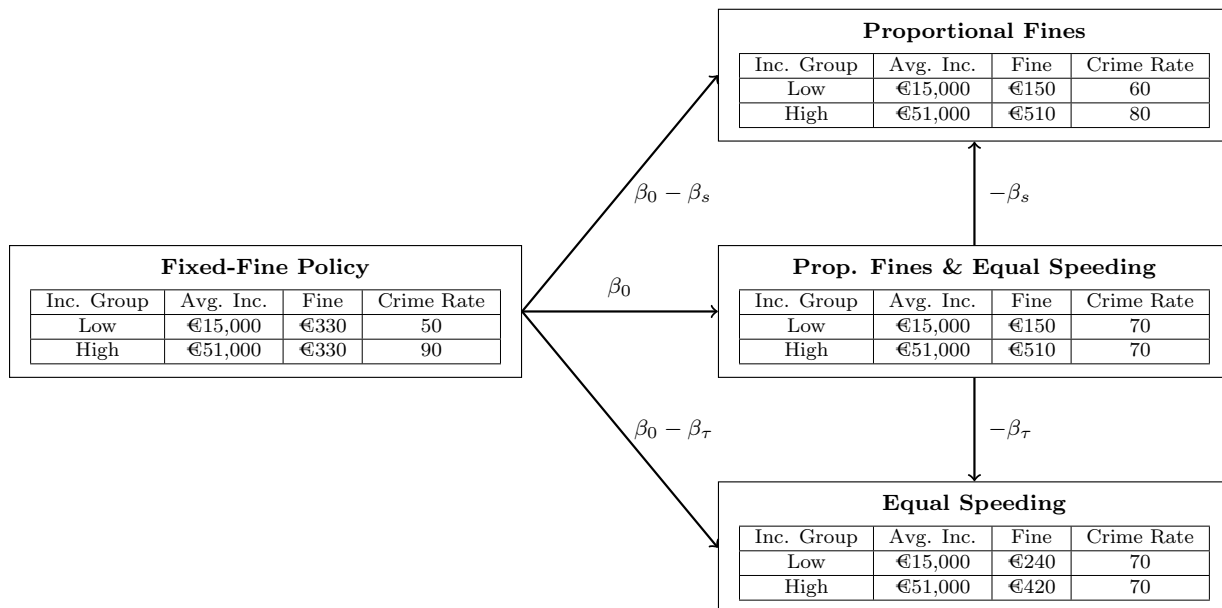 Proportional Fines
Inc. Group Avg. Inc. Fine Crime Rate
Low €15,000 €150 60
High €51,000 €510 80
β₀ − βₛ
−βₛ
Fixed-Fine Policy
Inc. Group Avg. Inc. Fine Crime Rate
Low €15,000 €330 50
High €51,000 €330 90
β₀
Prop. Fines & Equal Speeding
Inc. Group Avg. Inc. Fine Crime Rate
Low €15,000 €150 70
High €51,000 €510 70
β₀ − β_τ
−β_τ
Equal Speeding
Inc. Group Avg. Inc. Fine Crime Rate
Low €15,000 €240 70
High €51,000 €420 70